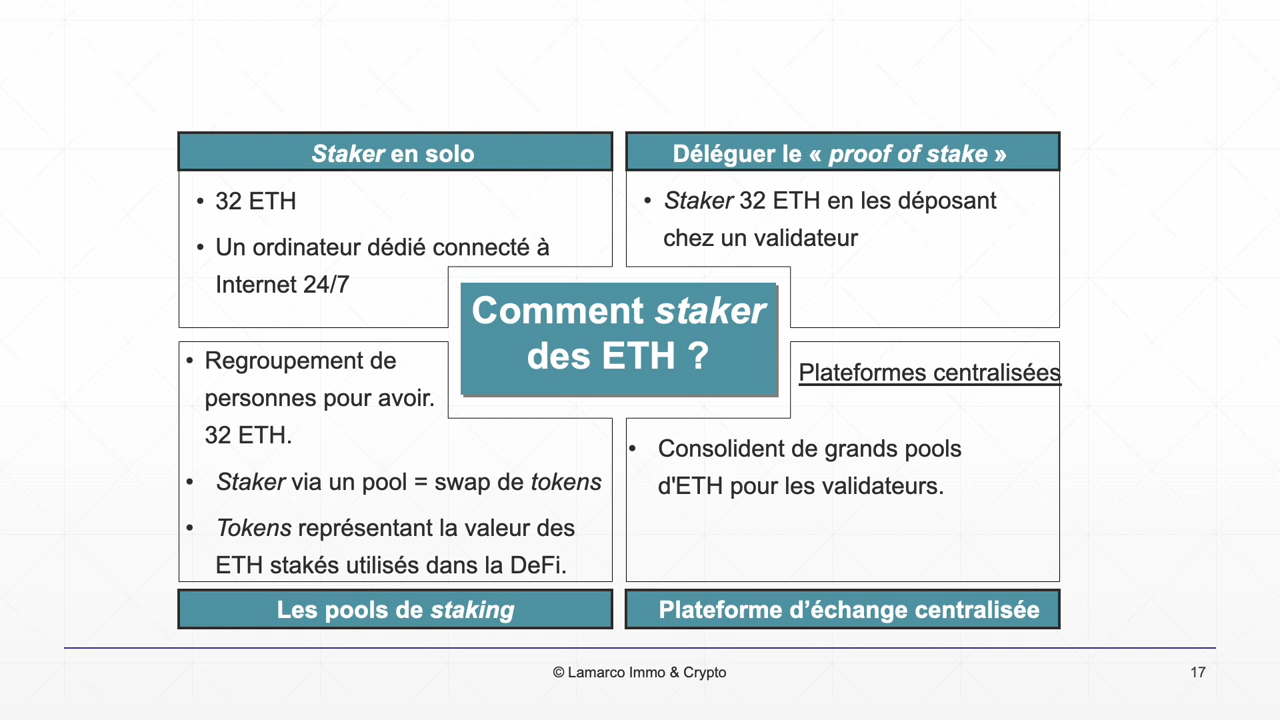 Staker en solo
• 32 ETH
• Un ordinateur dédié connecté à
Internet 24/7
Déléguer le « proof of stake »
• Staker 32 ETH en les déposant
chez un validateur
Comment staker
des ETH ?
• Regroupement de
personnes pour avoir.
32 ETH.
• Staker via un pool = swap de tokens
• Tokens représentant la valeur des
ETH stakés utilisés dans la DeFi.
Les pools de staking
Plateformes centralisées
• Consolident de grands pools
d'ETH pour les validateurs.
Plateforme d’échange centralisée
© Lamarco Immo & Crypto
17